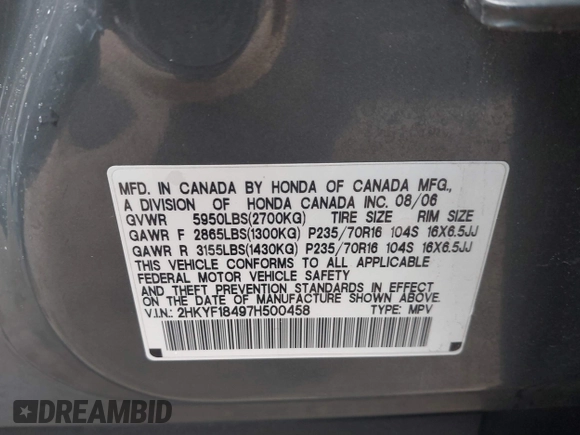 MFD. IN CANADA BY HONDA OF CANADA MFG.,
A DIVISION OF HONDA CANADA INC. 08/06
GVWR 5950LBS(2700KG) TIRE SIZE RIM SIZE
GAWR F 2865LBS(1300KG) P235/70R16 104S 16X6.5JJ
GAWR R 3155LBS(1430KG) P235/70R16 104S 16X6.5JJ
THIS VEHICLE CONFORMS TO ALL APPLICABLE
FEDERAL MOTOR VEHICLE SAFETY
AND THEFT PREVENTION STANDARDS IN EFFECT
ON THE DATE OF MANUFACTURE SHOWN ABOVE.
V.I.N.: 2HKYF18497H500458 TYPE: MPV
DREAMBID